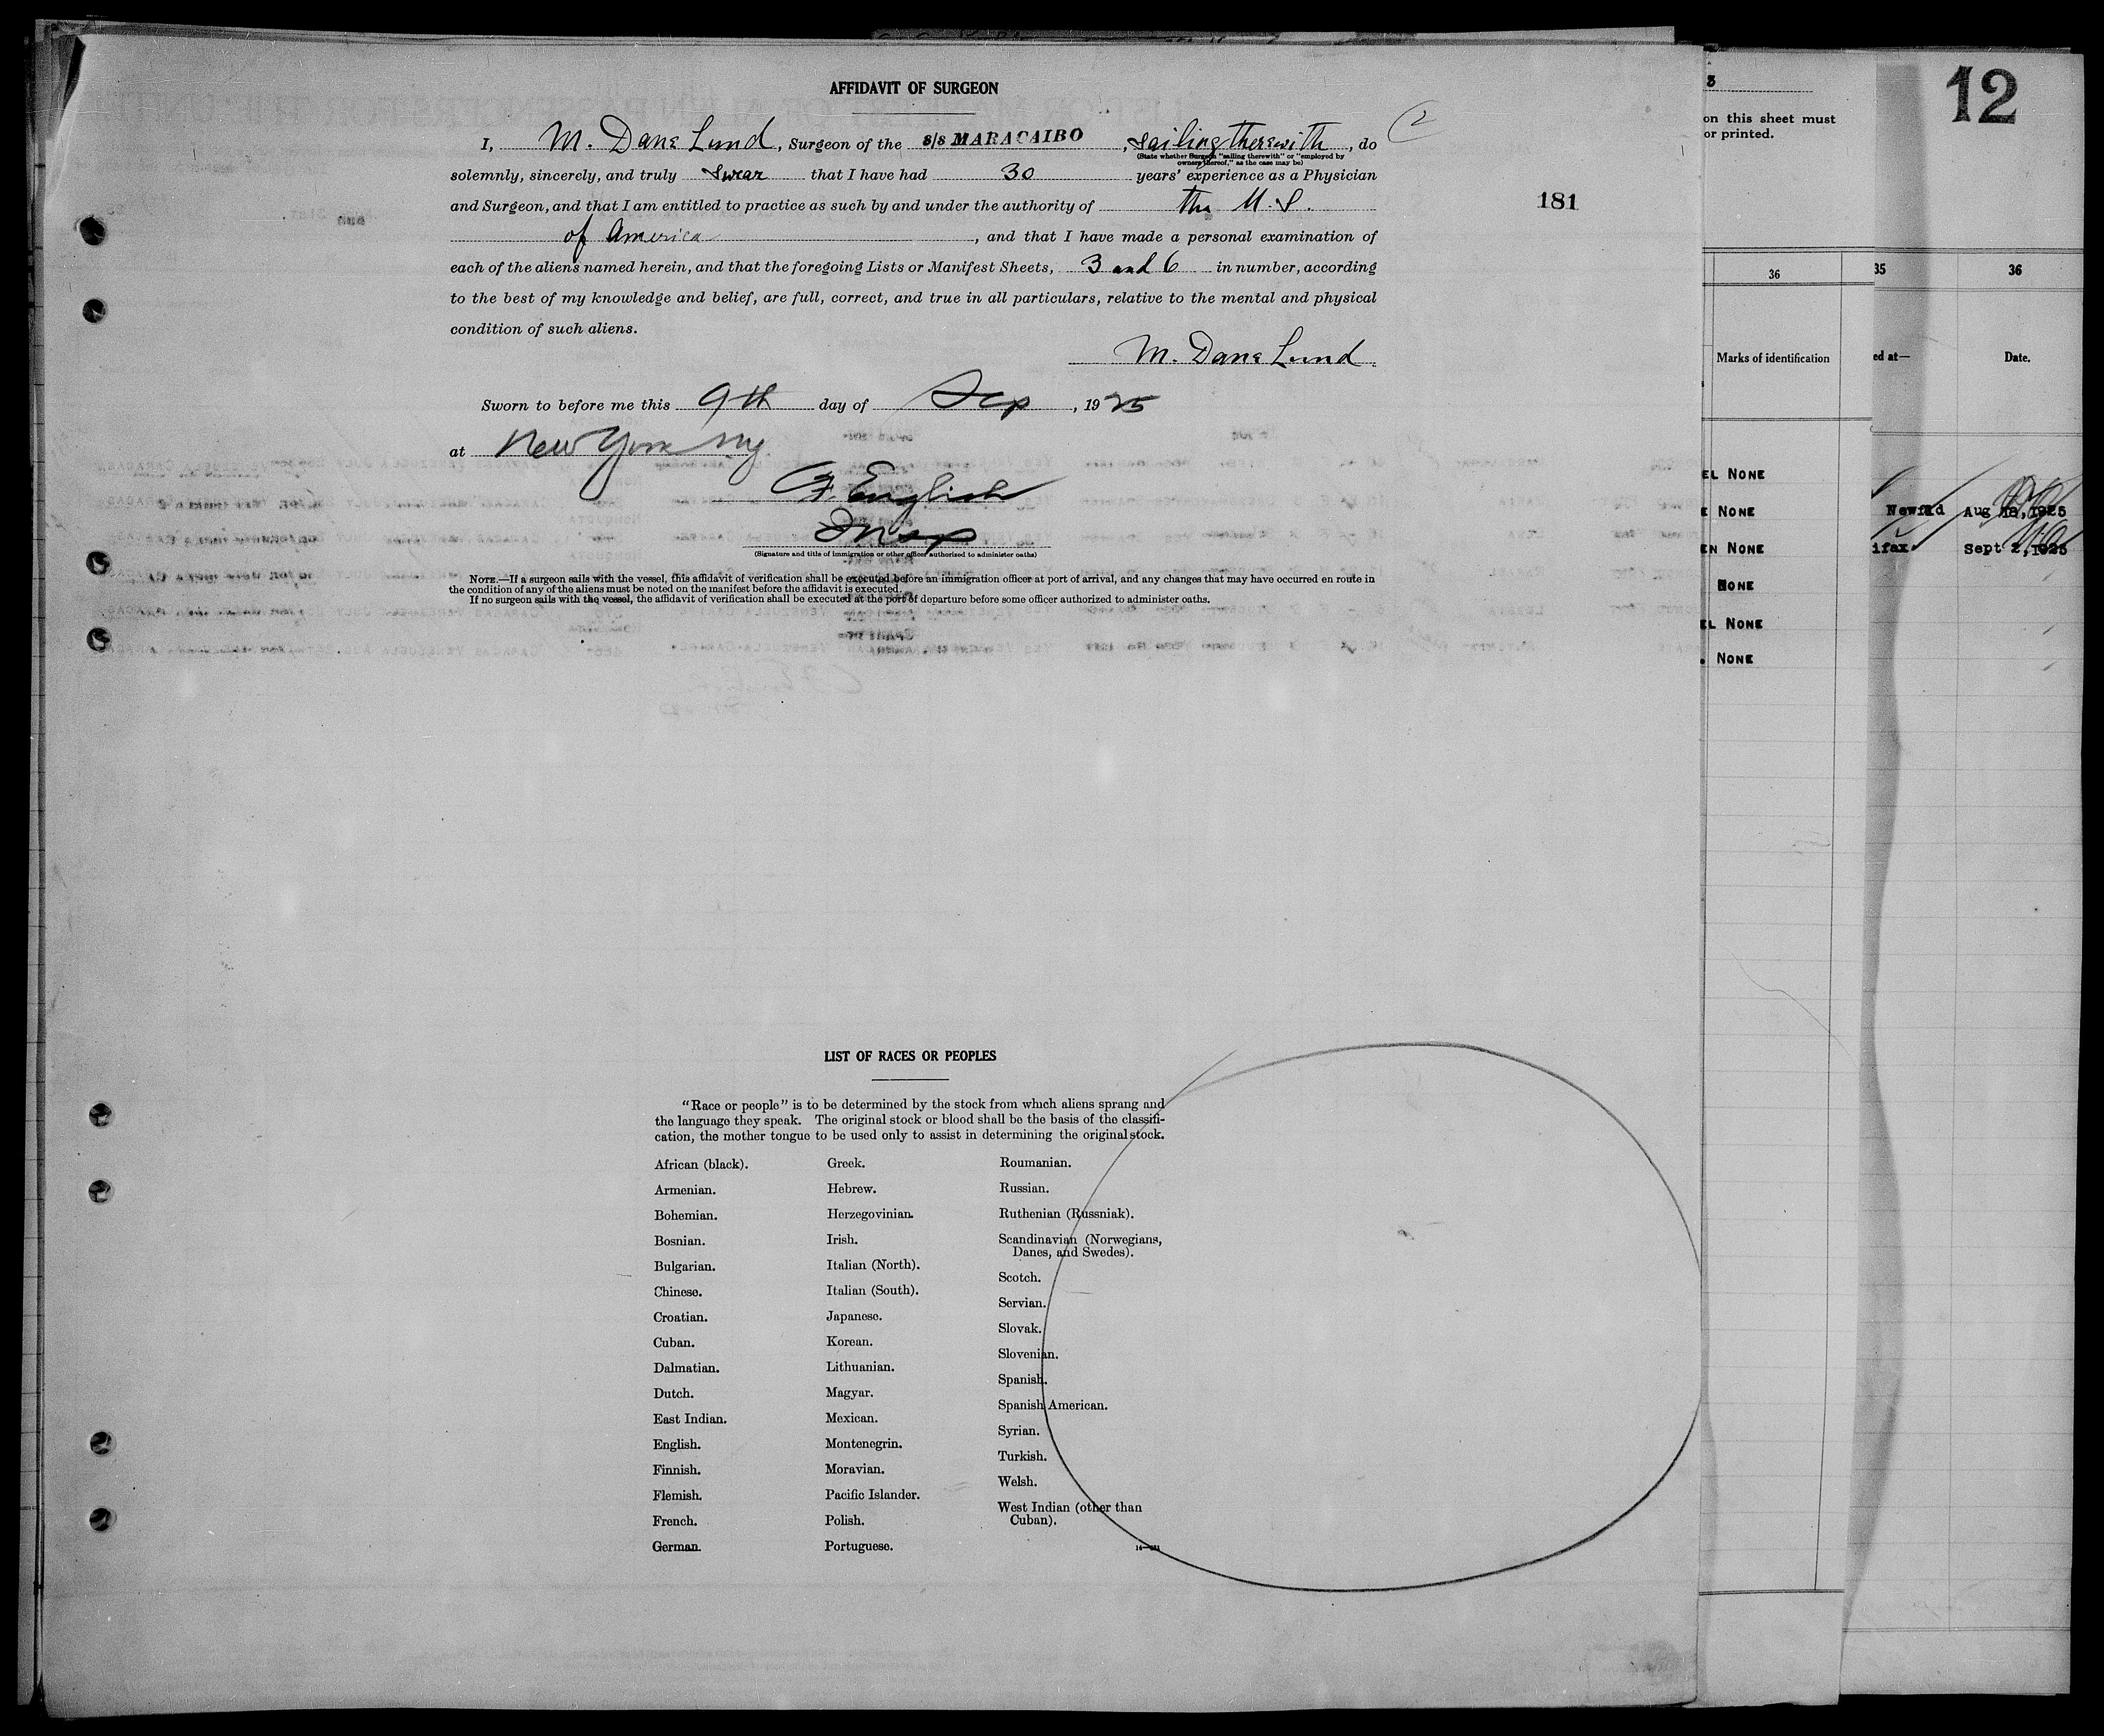 AFFIDAVIT OF SURGEON
I, M. Dane Lund, Surgeon of the S/S MARACAIBO, sailing therewith, do
(State whether Surgeon "sailing therewith" or "employed by
owners thereof," as the case may be)
solemnly, sincerely, and truly swear that I have had 30 years' experience as a Physician
and Surgeon, and that I am entitled to practice as such by and under the authority of the U.S.
of America, and that I have made a personal examination of
each of the aliens named herein, and that the foregoing Lists or Manifest Sheets, 3 and 6 in number, according
to the best of my knowledge and belief, are full, correct, and true in all particulars, relative to the mental and physical
condition of such aliens.
M. Dane Lund
Sworn to before me this 9th day of Sep, 1925
at New York NY.
English
Insp
(Signature and title of immigration or other officer authorized to administer oaths)
NOTE.—If a surgeon sails with the vessel, this affidavit of verification shall be executed before an immigration officer at port of arrival, and any changes that may have occurred en route in
the condition of any of the aliens must be noted on the manifest before the affidavit is executed.
If no surgeon sails with the vessel, the affidavit of verification shall be executed at the port of departure before some officer authorized to administer oaths.
2
181
LIST OF RACES OR PEOPLES
"Race or people" is to be determined by the stock from which aliens sprang and
the language they speak. The original stock or blood shall be the basis of the classifi-
cation, the mother tongue to be used only to assist in determining the original stock.
African (black).
Armenian.
Bohemian.
Bosnian.
Bulgarian.
Chinese.
Croatian.
Cuban.
Dalmatian.
Dutch.
East Indian.
English.
Finnish.
Flemish.
French.
German.
Greek.
Hebrew.
Herzegovinian.
Irish.
Italian (North).
Italian (South).
Japanese.
Korean.
Lithuanian.
Magyar.
Mexican.
Montenegrin.
Moravian.
Pacific Islander.
Polish.
Portuguese.
Roumanian.
Russian.
Ruthenian (Russniak).
Scandinavian (Norwegians,
Danes, and Swedes).
Scotch.
Servian.
Slovak.
Slovenian.
Spanish.
Spanish American.
Syrian.
Turkish.
Welsh.
West Indian (other than
Cuban).
3
on this sheet must
or printed.
36
Marks of identification
EL NONE
E NONE
EN NONE
NONE
EL NONE
. NONE
12
35
36
ed at—
Date.
Newfld
Aug 18, 1925
ifax
Sept 2, 1925